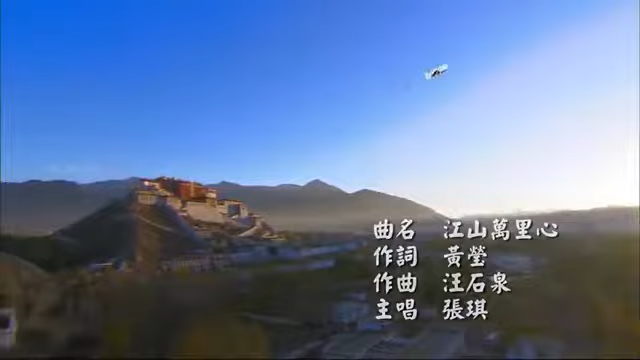 曲名 江山萬里心
作詞 黃瑩
作曲 汪石泉
主唱 張琪